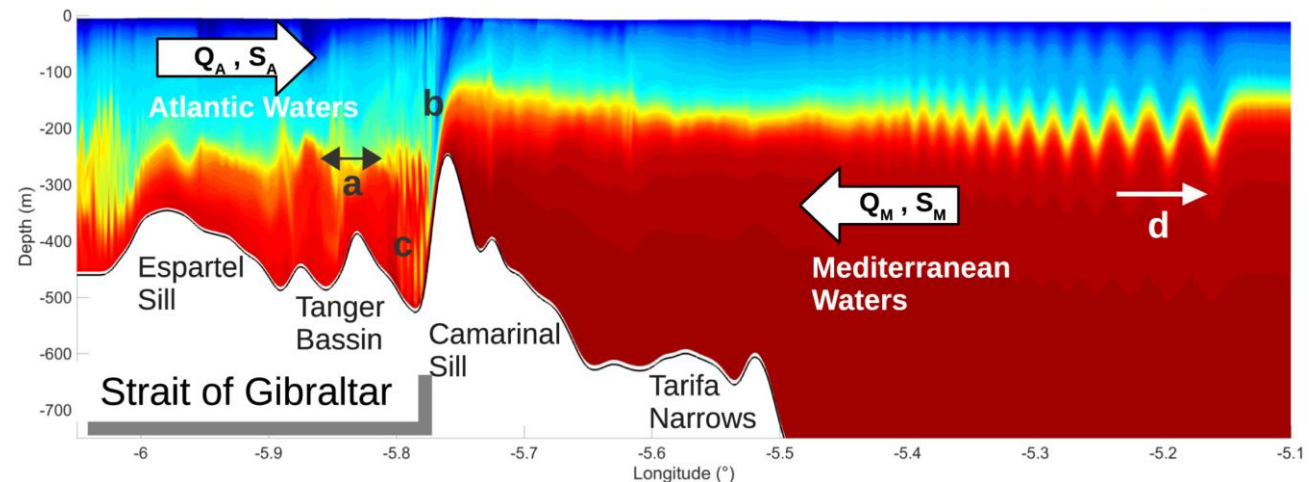 0
-100
-200
-300
-400
-500
-600
-700
Depth (m)
Q_A , S_A
Atlantic Waters
b
a
c
Q_M , S_M
d
Mediterranean
Waters
Espartel
Sill
Tanger
Bassin
Camarinal
Sill
Tarifa
Narrows
Strait of Gibraltar
-6 -5.9 -5.8 -5.7 -5.6 -5.5 -5.4 -5.3 -5.2 -5.1
Longitude (°)